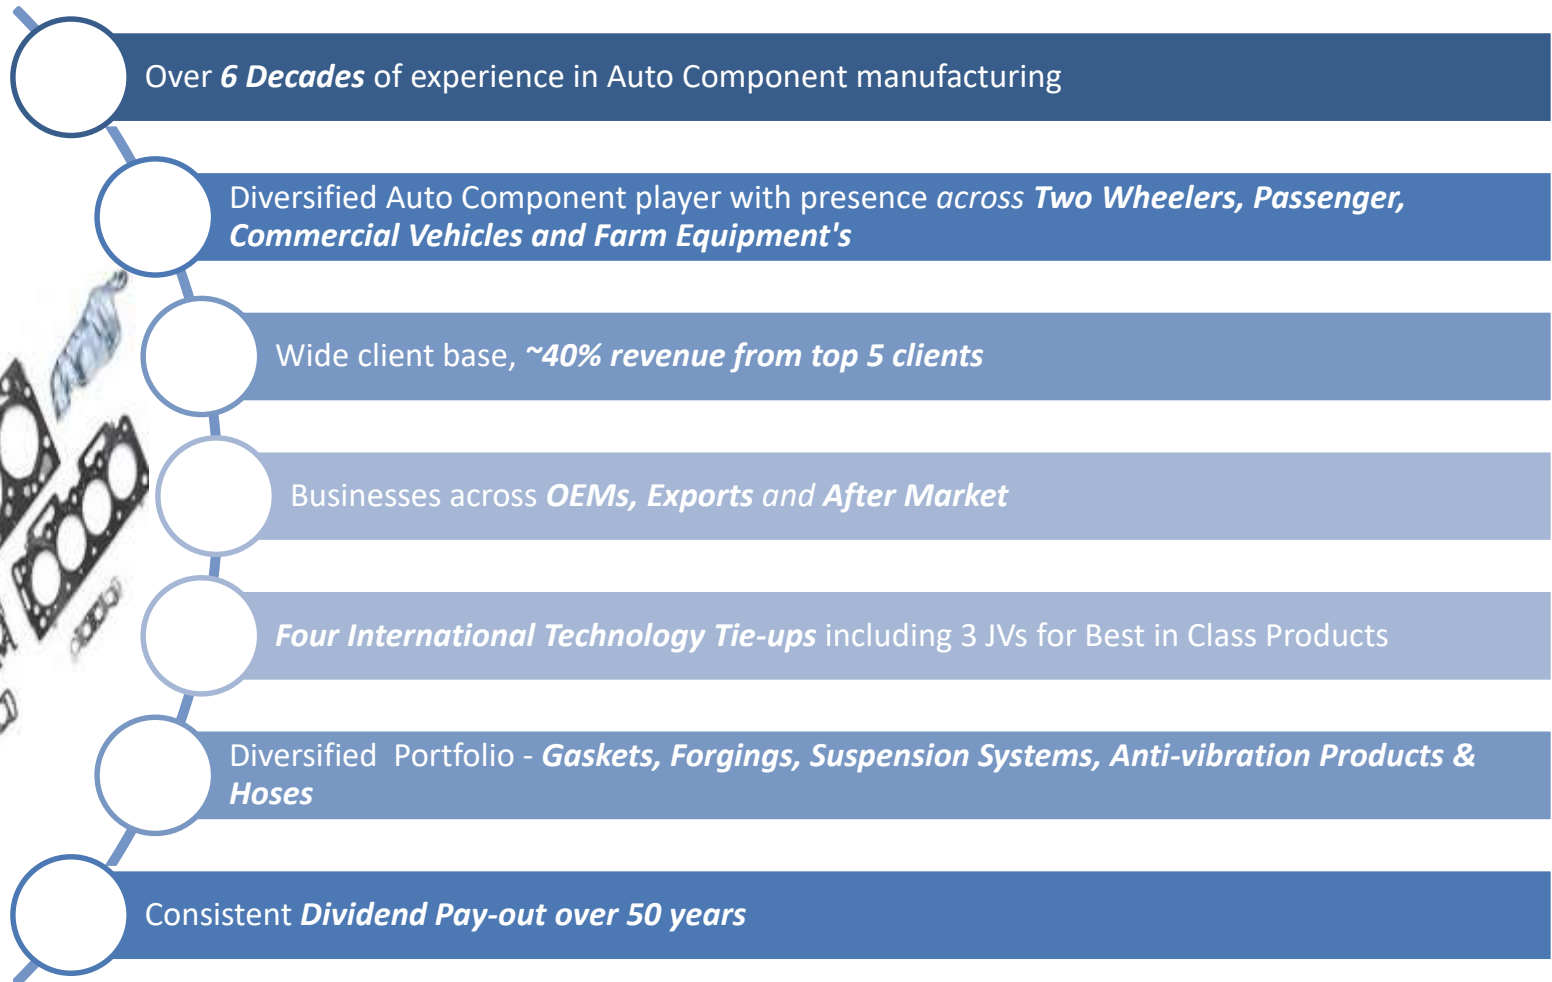 Over 6 Decades of experience in Auto Component manufacturing
Diversified Auto Component player with presence across Two Wheelers, Passenger,
Commercial Vehicles and Farm Equipment's
Wide client base, ~40% revenue from top 5 clients
Businesses across OEMs, Exports and After Market
Four International Technology Tie-ups including 3 JVs for Best in Class Products
Diversified  Portfolio - Gaskets, Forgings, Suspension Systems, Anti-vibration Products &
Hoses
Consistent Dividend Pay-out over 50 years